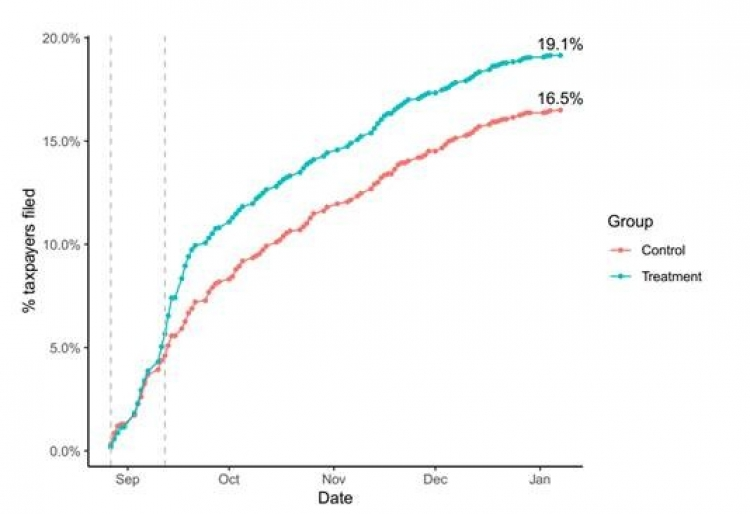 20.0%
19.1%
16.5%
15.0%
10.0%
5.0%
0.0%
% taxpayers filed
Group
Control
Treatment
Sep Oct Nov Dec Jan
Date